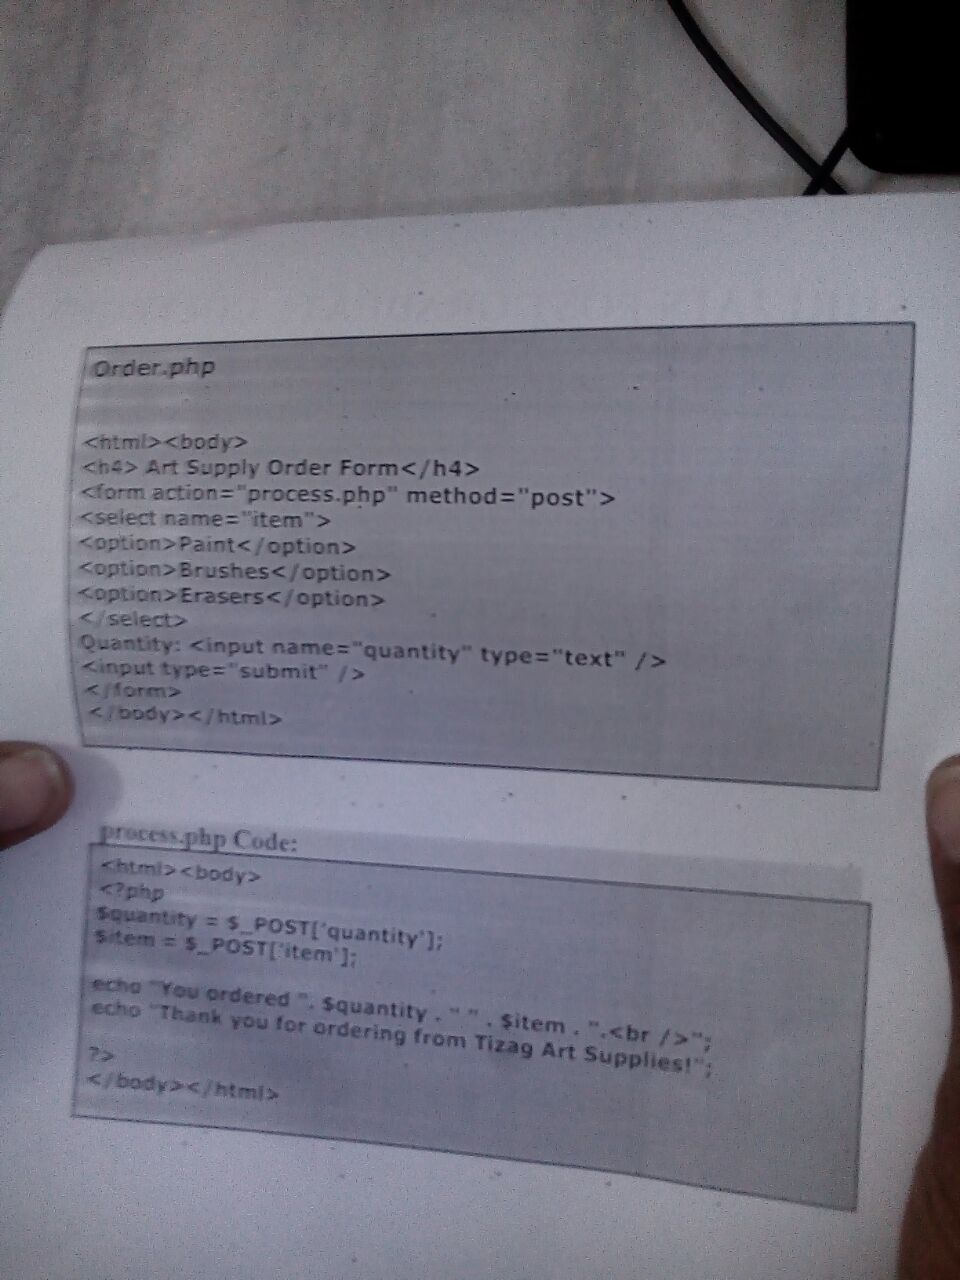 Order.php
<html><body>
<h4> Art Supply Order Form</h4>
<form action="process.php" method="post">
<select name="item">
<option>Paint</option>
<option>Brushes</option>
<option>Erasers</option>
</select>
Quantity: <input name="quantity" type="text" />
<input type="submit" />
</form>
</body></html>
process.php Code:
<html><body>
<?php
$quantity = $_POST['quantity'];
$item = $_POST['item'];
echo "You ordered ". $quantity . " " . $item . ".<br />";
echo "Thank you for ordering from Tizag Art Supplies!";
?>
</body></html>